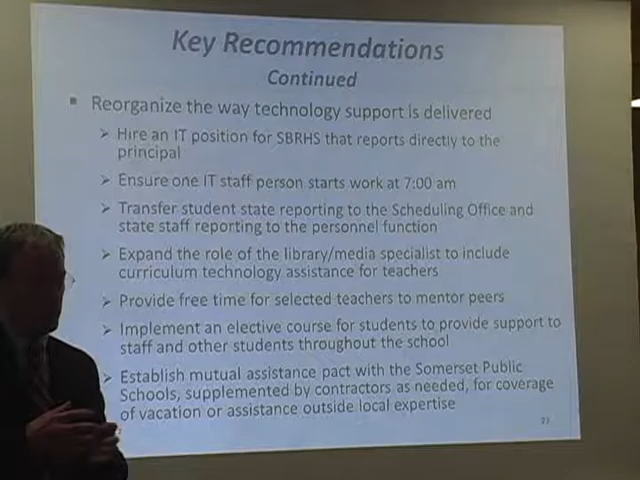 Key Recommendations
Continued
▪ Reorganize the way technology support is delivered
➢ Hire an IT position for SBRHS that reports directly to the
principal
➢ Ensure one IT staff person starts work at 7:00 am
➢ Transfer student state reporting to the Scheduling Office and
state staff reporting to the personnel function
➢ Expand the role of the library/media specialist to include
curriculum technology assistance for teachers
➢ Provide free time for selected teachers to mentor peers
➢ Implement an elective course for students to provide support to
staff and other students throughout the school
➢ Establish mutual assistance pact with the Somerset Public
Schools, supplemented by contractors as needed, for coverage
of vacation or assistance outside local expertise